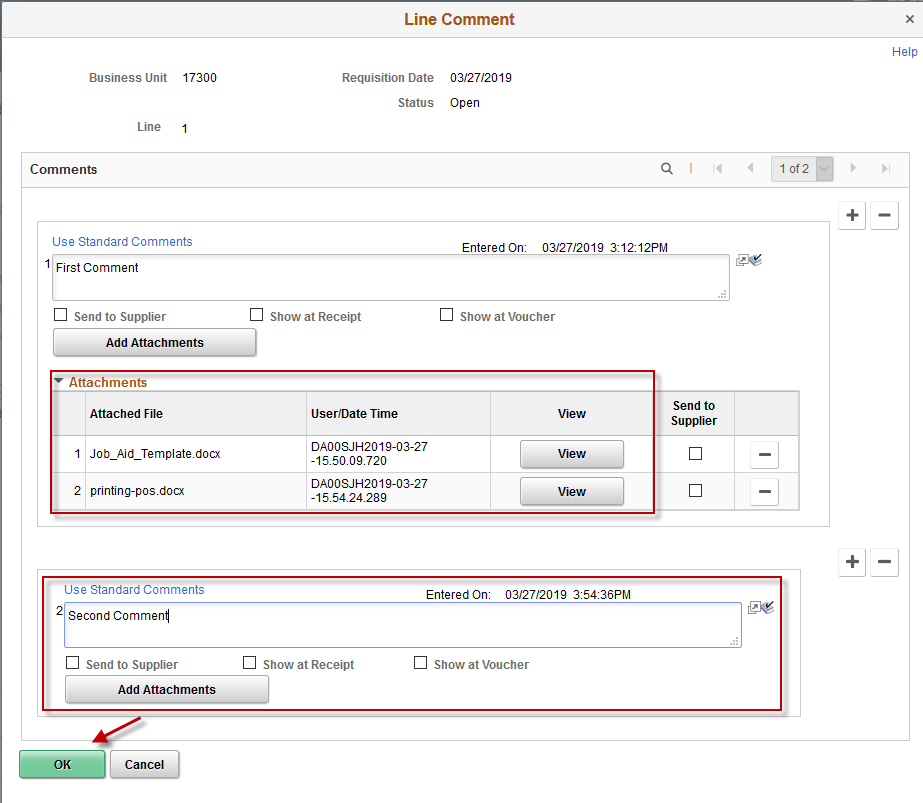 Line Comment ×
Help
Business Unit 17300 Requisition Date 03/27/2019
Status Open
Line 1
Comments 1 of 2
Use Standard Comments Entered On: 03/27/2019 3:12:12PM
1 First Comment
Send to Supplier Show at Receipt Show at Voucher
Add Attachments
Attachments
Attached File User/Date Time View Send to
Supplier
1 Job_Aid_Template.docx DA00SJH2019-03-27
-15.50.09.720 View
2 printing-pos.docx DA00SJH2019-03-27
-15.54.24.289 View
Use Standard Comments Entered On: 03/27/2019 3:54:36PM
2 Second Comment
Send to Supplier Show at Receipt Show at Voucher
Add Attachments
OK Cancel